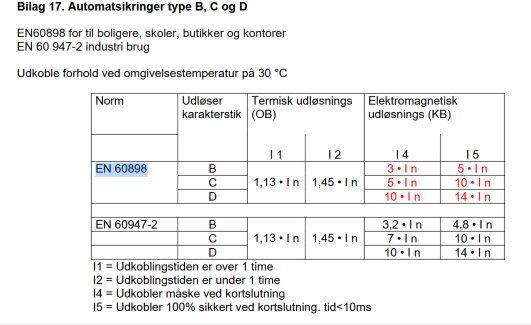 Bilag 17. Automatsikringer type B, C og D
EN60898 for til boligere, skoler, butikker og kontorer
EN 60 947-2 industri brug
Udkoble forhold ved omgivelsestemperatur på 30 °C
Norm Udløser karakterstik Termisk udløsnings (OB) Elektromagnetisk udløsnings (KB)
I 1 I 2 I 4 I 5
EN 60898 B 1,13 • I n 1,45 • I n 3 • I n 5 • I n
C 5 • I n 10 • I n
D 10 • I n 14 • I n
EN 60947-2 B 1,13 • I n 1,45 • I n 3,2 • I n 4,8 • I n
C 7 • I n 10 • I n
D 10 • I n 14 • I n
I1 = Udkoblingstiden er over 1 time
I2 = Udkoblingstiden er under 1 time
I4 = Udkobler måske ved kortslutning
I5 = Udkobler 100% sikkert ved kortslutning. tid<10ms